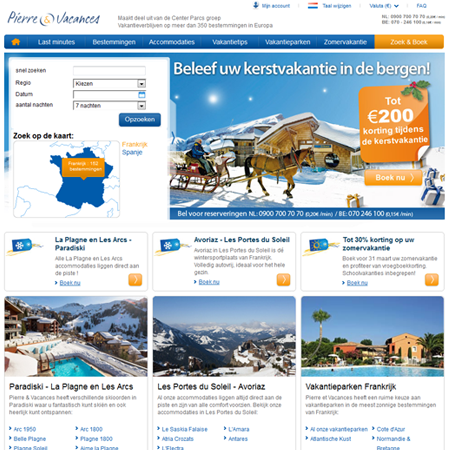 Pierre & Vacances
Maakt deel uit van de Center Parcs groep
Vakantieverblijven op meer dan 350 bestemmingen in Europa
Mijn account
Taal wijzigen
Valuta (€)
FAQ
NL: 0900 700 70 70 (0,20€ /min)
BE: 070 - 246 100 (0,15€ /min)
Last minutes
Bestemmingen
Accommodaties
Vakantietips
Vakantieparken
Zomervakantie
Zoek & Boek
snel zoeken
Regio
Kiezen
Datum
aantal nachten
7 nachten
Opzoeken
Zoek op de kaart:
Frankrijk : 192
bestemmingen
Frankrijk
Spanje
Beleef uw kerstvakantie in de bergen!
Tot
€200
korting tijdens
de kerstvakantie
Boek nu
Bel voor reserveringen NL: 0900 700 70 70 (0,20€ /min) / BE: 070 246 100 (0,15€ /min)
La Plagne en Les Arcs -
Paradiski
Alle La Plagne en Les Arcs
accommodaties liggen direct aan
de piste !
Boek nu
Avoriaz - Les Portes du Soleil
Avoriaz in Les Portes du Soleil is dé
wintersportplaats van Frankrijk.
Volledig autovrij, ideaal voor het hele
gezin.
Boek nu
Tot 30% korting op uw
zomervakantie
Boek voor 31 maart uw zomervakantie
en profiteer van vroegboekkorting.
Schoolvakanties inbegrepen!
Boek nu
Paradiski - La Plagne en Les Arcs
Pierre & Vacances heeft verschillende skioorden in
Paradiski waar u fantastisch kunt skiën en ook
heerlijk kunt ontspannen:
Arc 1950
Belle Plagne
Plagne Soleil
Arc 1800
Plagne 1800
Aime la Plagne
Les Portes du Soleil - Avoriaz
Al onze accommodaties liggen altijd direct aan de
piste en zijn van alle comfort voorzien. Bekijk onze
accommodaties in Les Portes du Soleil:
Le Saskia Falaise
Atria Crozats
L'Electra
L'Amara
Antares
Vakantieparken Frankrijk
Pierre et Vacances heeft een ruime keuze aan
vakantieparken in de meest zonnige bestemmingen
van Frankrijk:
Al onze vakantieparken
Atlantische Kust
Cote d'Azur
Normandie &
Bretagne